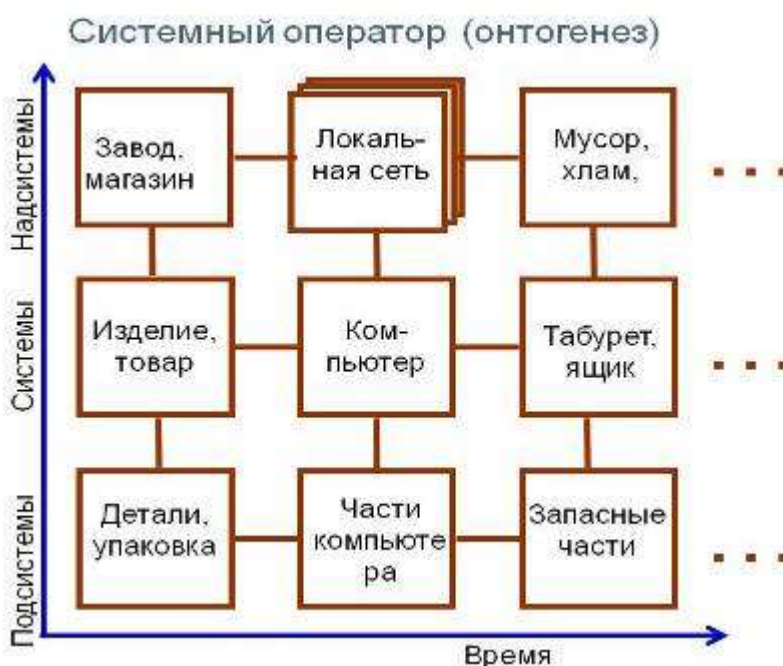 Системный оператор (онтогенез)
Надсистемы
Завод,
магазин
Локаль-
ная сеть
Мусор,
хлам,
Системы
Изделие,
товар
Ком-
пьютер
Табурет,
ящик
Подсистемы
Детали,
упаковка
Части
компьюте
ра
Запасные
части
Время